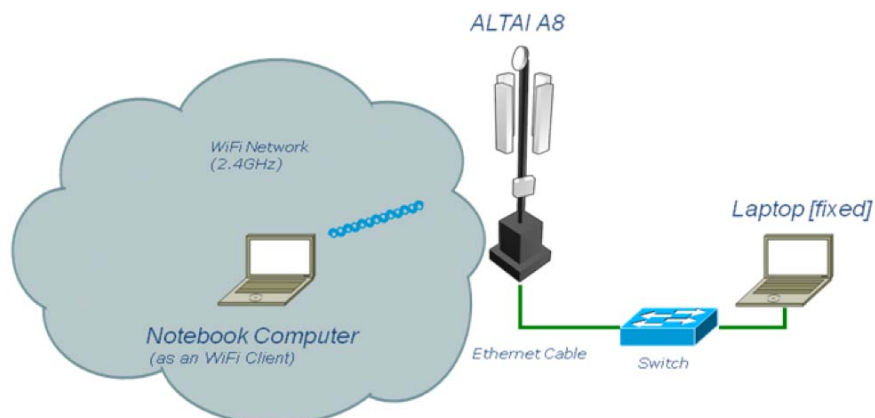 ALTAI A8
WiFi Network
(2.4GHz)
Laptop [fixed]
Notebook Computer
(as an WiFi Client)
Ethernet Cable
Switch